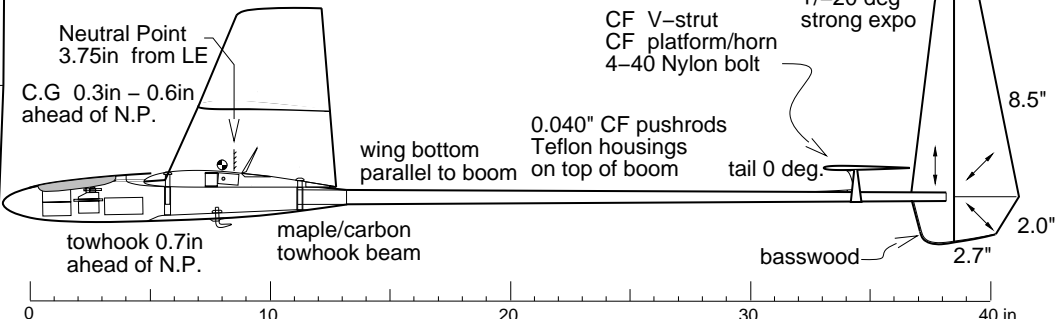 strong expo
CF V–strut
CF platform/horn
4–40 Nylon bolt
Neutral Point
3.75in from LE
C.G 0.3in – 0.6in
ahead of N.P.
8.5"
0.040" CF pushrods
Teflon housings
on top of boom
wing bottom
parallel to boom
tail 0 deg.
2.0"
towhook 0.7in
ahead of N.P.
maple/carbon
towhook beam
basswood
2.7"
0
10
20
30
40 in